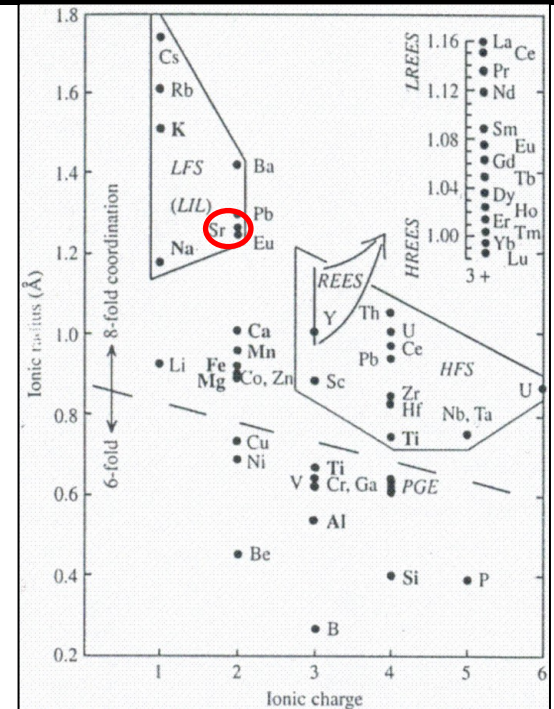 1.8
1.6
1.4
1.2
1.0
0.8
0.6
0.4
0.2
Ionic radius (Å)
6-fold
8-fold coordination
Cs
Rb
K
LFS
(LIL)
Ba
Pb
Sr
Eu
Na
Ca
Mn
Li
Fe
Mg
Co, Zn
Cu
Ni
Be
REES
Y
Sc
Th
U
Ce
Pb
HFS
Zr
Hf
Nb, Ta
U
Ti
Ti
V
Cr, Ga
PGE
Al
Si
P
B
LREES
HREES
1.16
1.12
1.08
1.04
1.00
3 +
La
Ce
Pr
Nd
Sm
Eu
Gd
Tb
Dy
Ho
Er
Tm
Yb
Lu
1 2 3 4 5 6
Ionic charge